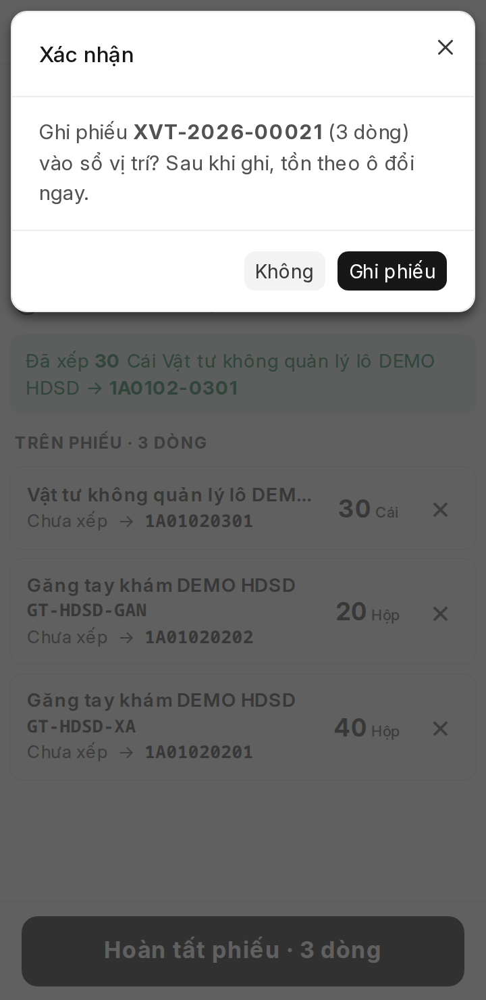 Xác nhận
Ghi phiếu XVT-2026-00021 (3 dòng)
vào sổ vị trí? Sau khi ghi, tồn theo ô đổi
ngay.
Không
Ghi phiếu
Đã xếp 30 Cái Vật tư không quản lý lô DEMO
HDSD → 1A0102-0301
TRÊN PHIẾU · 3 DÒNG
Vật tư không quản lý lô DEM...
30 Cái
Chưa xếp → 1A01020301
Găng tay khám DEMO HDSD
GT-HDSD-GAN
20 Hộp
Chưa xếp → 1A01020202
Găng tay khám DEMO HDSD
GT-HDSD-XA
40 Hộp
Chưa xếp → 1A01020201
Hoàn tất phiếu · 3 dòng